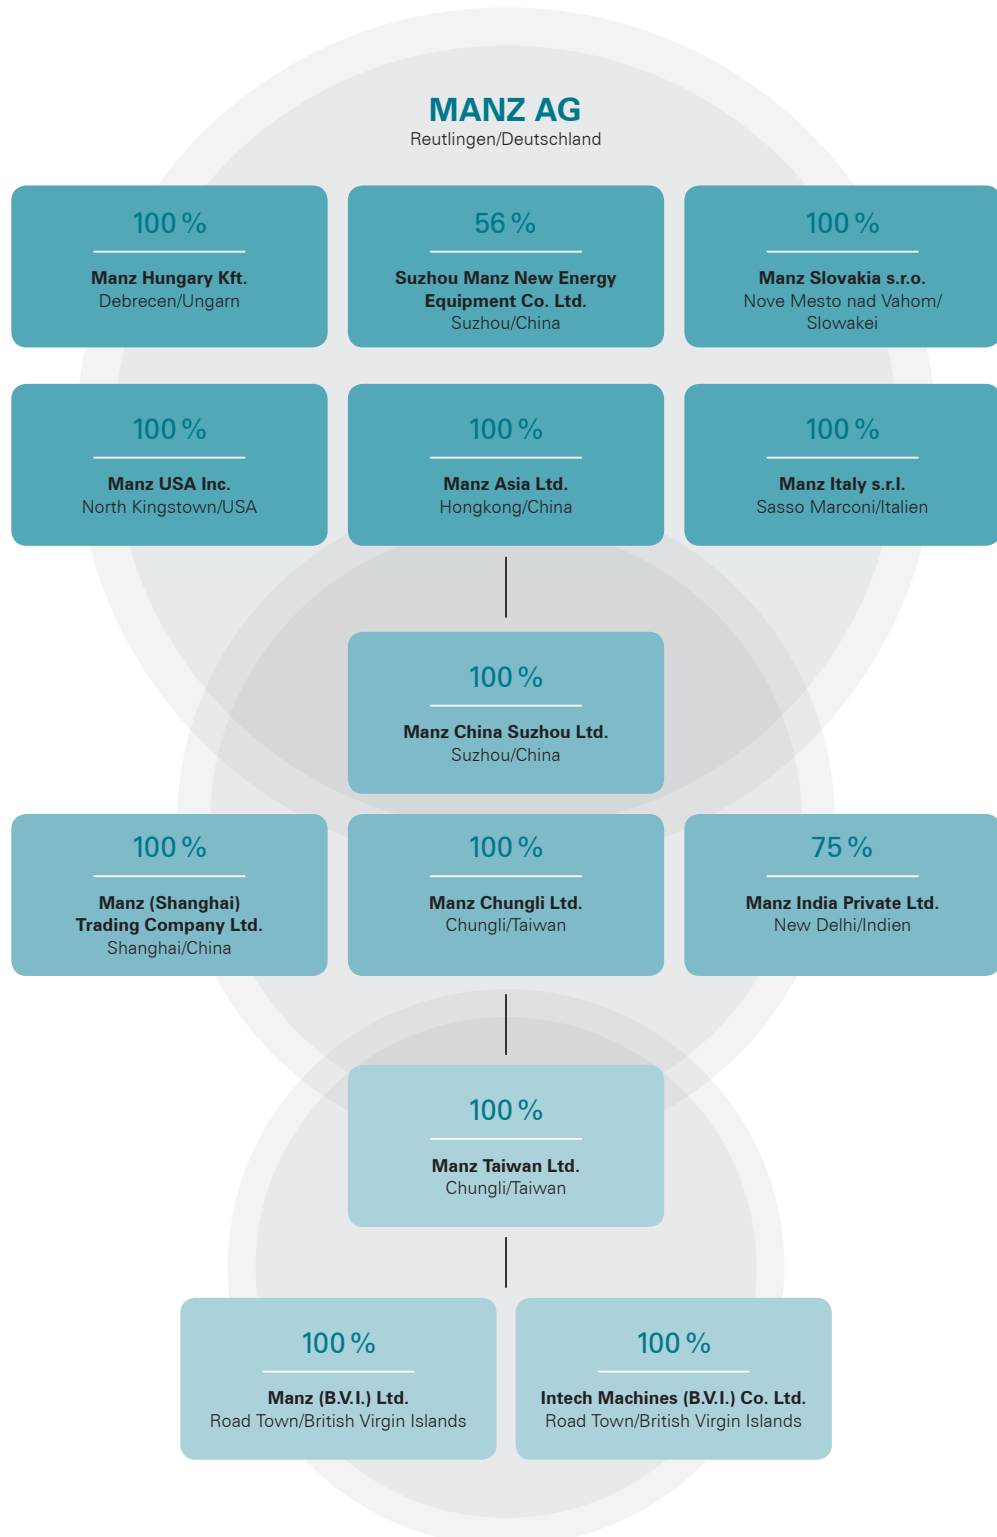 MANZ AG
Reutlingen/Deutschland
100 %
Manz Hungary Kft.
Debrecen/Ungarn
56 %
Suzhou Manz New Energy
Equipment Co. Ltd.
Suzhou/China
100 %
Manz Slovakia s.r.o.
Nove Mesto nad Vahom/
Slowakei
100 %
Manz USA Inc.
North Kingstown/USA
100 %
Manz Asia Ltd.
Hongkong/China
100 %
Manz Italy s.r.l.
Sasso Marconi/Italien
100 %
Manz China Suzhou Ltd.
Suzhou/China
100 %
Manz (Shanghai)
Trading Company Ltd.
Shanghai/China
100 %
Manz Chungli Ltd.
Chungli/Taiwan
75 %
Manz India Private Ltd.
New Delhi/Indien
100 %
Manz Taiwan Ltd.
Chungli/Taiwan
100 %
Manz (B.V.I.) Ltd.
Road Town/British Virgin Islands
100 %
Intech Machines (B.V.I.) Co. Ltd.
Road Town/British Virgin Islands